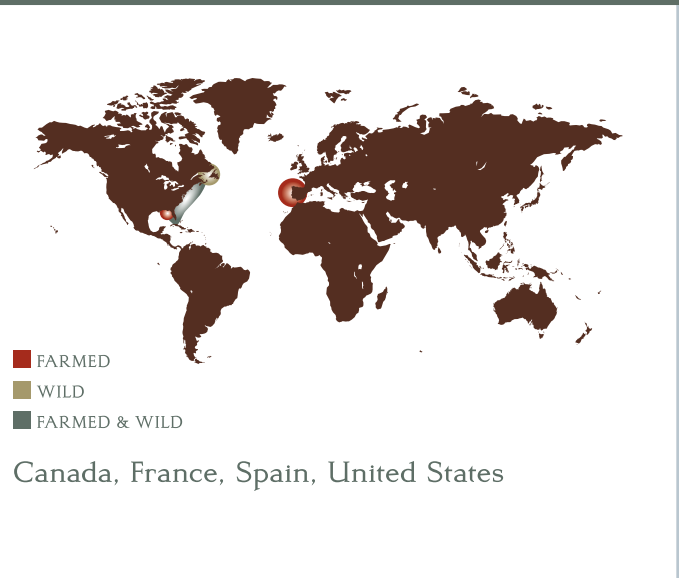 FARMED
WILD
FARMED & WILD
Canada, France, Spain, United States